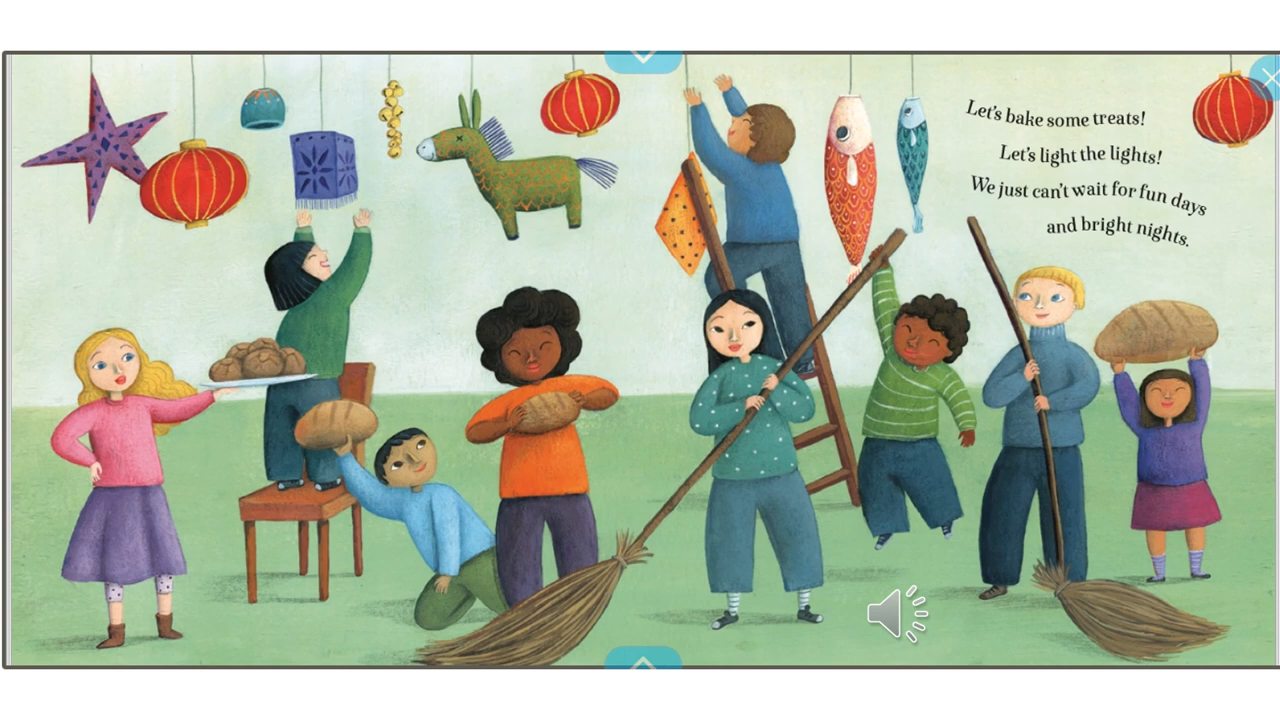 Let's bake some treats!
Let's light the lights!
We just can't wait for fun days
and bright nights.